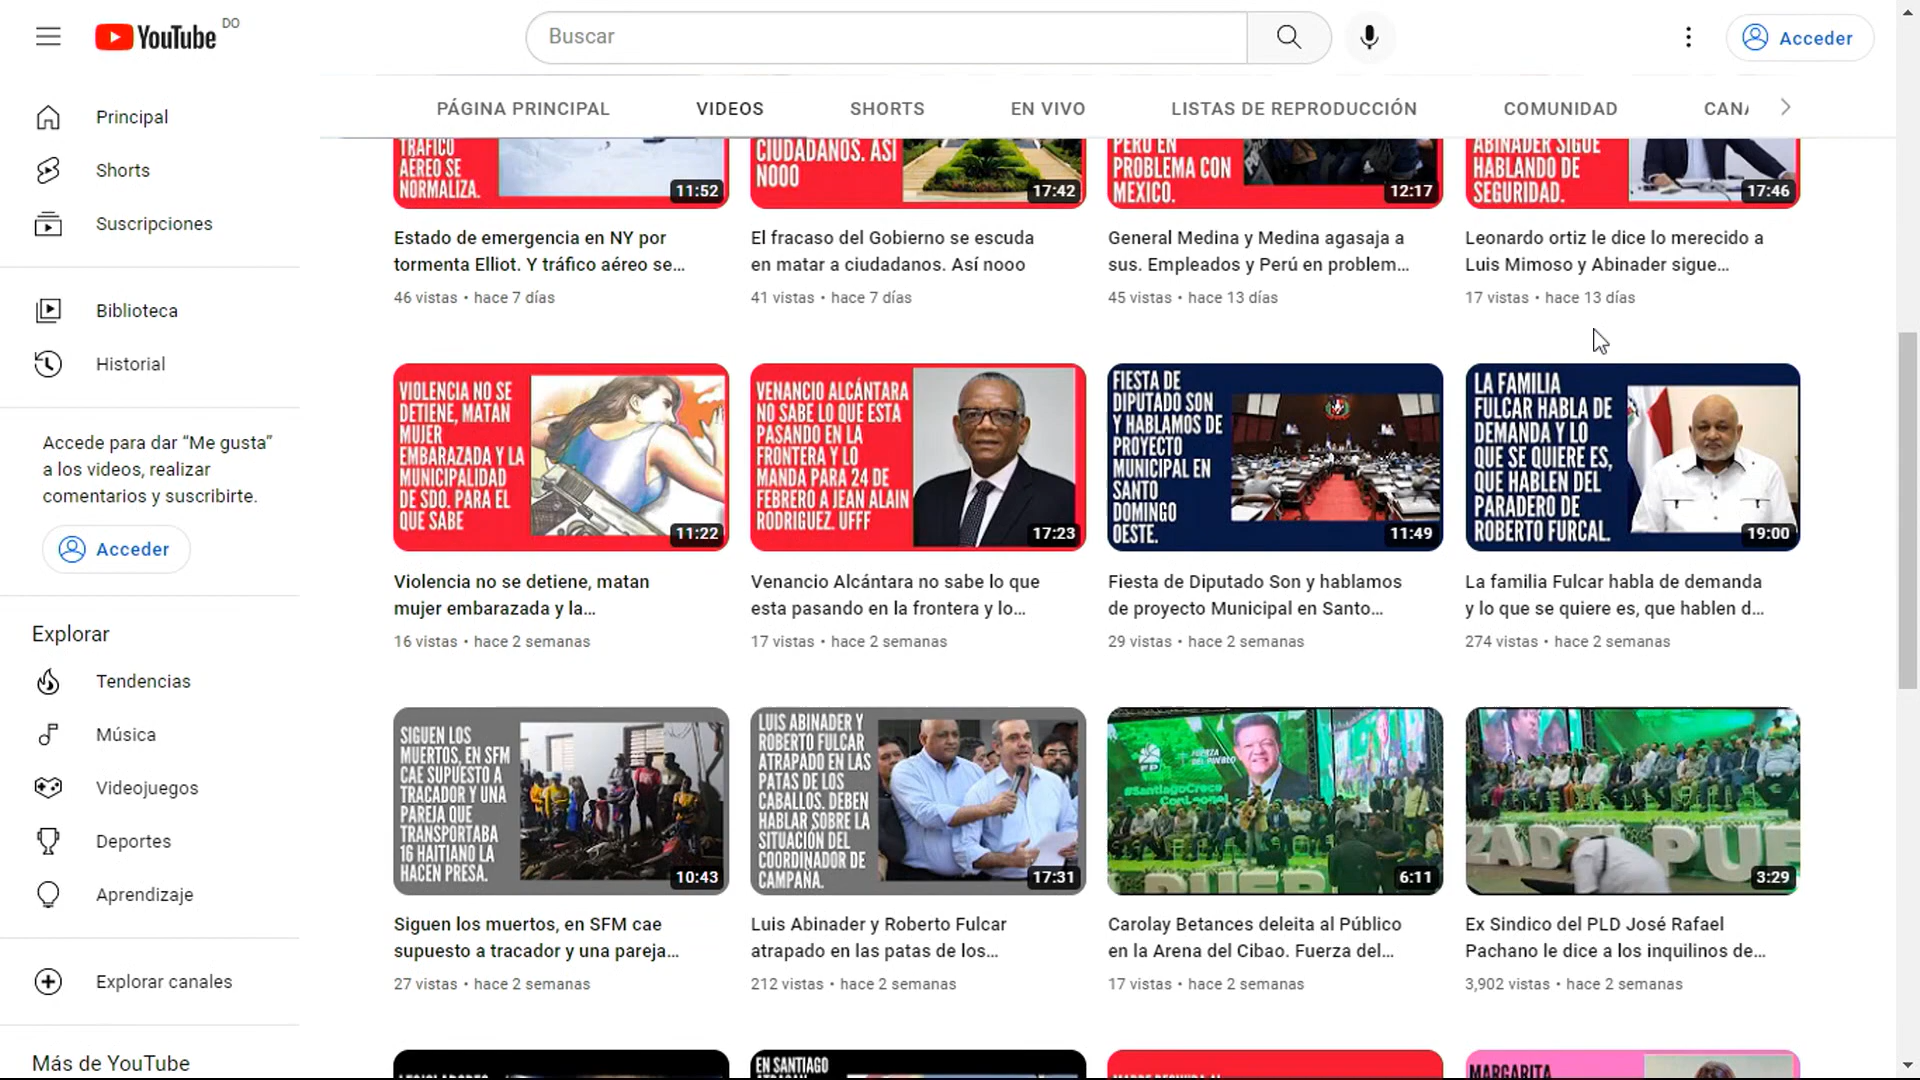 YouTube DO
Buscar
Acceder
Principal
Shorts
Suscripciones
Biblioteca
Historial
Accede para dar “Me gusta”
a los videos, realizar
comentarios y suscribirte.
Acceder
Explorar
Tendencias
Música
Videojuegos
Deportes
Aprendizaje
Explorar canales
Más de YouTube
PÁGINA PRINCIPAL
VIDEOS
SHORTS
EN VIVO
LISTAS DE REPRODUCCIÓN
COMUNIDAD
TRÁFICO
AEREO SE
NORMALIZA.
11:52
CIUDADANOS. ASI
NOOO
17:42
PERÚ EN
PROBLEMA CON
MEXICO.
12:17
ABINADER SIGUE
HABLANDO DE
SEGURIDAD.
17:46
Estado de emergencia en NY por
tormenta Elliot. Y tráfico aéreo se...
46 vistas • hace 7 días
El fracaso del Gobierno se escuda
en matar a ciudadanos. Así nooo
41 vistas • hace 7 días
General Medina y Medina agasaja a
sus. Empleados y Perú en problem...
45 vistas • hace 13 días
Leonardo ortiz le dice lo merecido a
Luis Mimoso y Abinader sigue...
17 vistas • hace 13 días
VIOLENCIA NO SE
DETIENE, MATAN
MUJER
EMBARAZADA Y LA
MUNICIPALIDAD
DE SDO. PARA EL
QUE SABE
11:22
VENANCIO ALCÁNTARA
NO SABE LO QUE ESTA
PASANDO EN LA
FRONTERA Y LO
MANDA PARA 24 DE
FEBRERO A JEAN ALAIN
RODRIGUEZ. UFFF
17:23
FIESTA DE
DIPUTADO SON
Y HABLAMOS DE
PROYECTO
MUNICIPAL EN
SANTO
DOMINGO
OESTE.
11:49
LA FAMILIA
FULCAR HABLA DE
DEMANDA Y LO
QUE SE QUIERE ES,
QUE HABLEN DEL
PARADERO DE
ROBERTO FURCAL.
19:00
Violencia no se detiene, matan
mujer embarazada y la...
16 vistas • hace 2 semanas
Venancio Alcántara no sabe lo que
esta pasando en la frontera y lo...
17 vistas • hace 2 semanas
Fiesta de Diputado Son y hablamos
de proyecto Municipal en Santo...
29 vistas • hace 2 semanas
La familia Fulcar habla de demanda
y lo que se quiere es, que hablen d...
274 vistas • hace 2 semanas
SIGUEN LOS
MUERTOS, EN SFM
CAE SUPUESTO A
TRACADOR Y UNA
PAREJA QUE
TRANSPORTABA
16 HAITIANO LA
HACEN PRESA.
10:43
LUIS ABINADER Y
ROBERTO FULCAR
ATRAPADO EN LAS
PATAS DE LOS
CABALLOS. DEBEN
HABLAR SOBRE LA
SITUACIÓN DEL
COORDINADOR DE
CAMPAÑA.
17:31
FP
FUERZA
DEL PUEBLO
#SantiagoCrece
ConLeonel
PUEB
6:11
ZA DEL PUE
3:29
Siguen los muertos, en SFM cae
supuesto a tracador y una pareja...
27 vistas • hace 2 semanas
Luis Abinader y Roberto Fulcar
atrapado en las patas de los...
212 vistas • hace 2 semanas
Carolay Betances deleita al Público
en la Arena del Cibao. Fuerza del...
17 vistas • hace 2 semanas
Ex Sindico del PLD José Rafael
Pachano le dice a los inquilinos de...
3,902 vistas • hace 2 semanas
EN SANTIAGO
MARGARITA